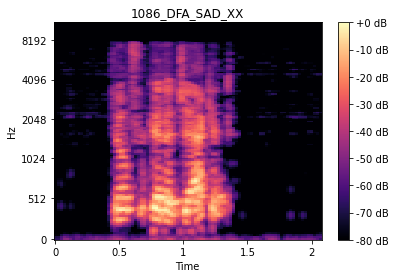 1086_DFA_SAD_XX
8192
4096
2048
1024
512
0
Hz
0 0.5 1 1.5 2
Time
+0 dB
-10 dB
-20 dB
-30 dB
-40 dB
-50 dB
-60 dB
-70 dB
-80 dB